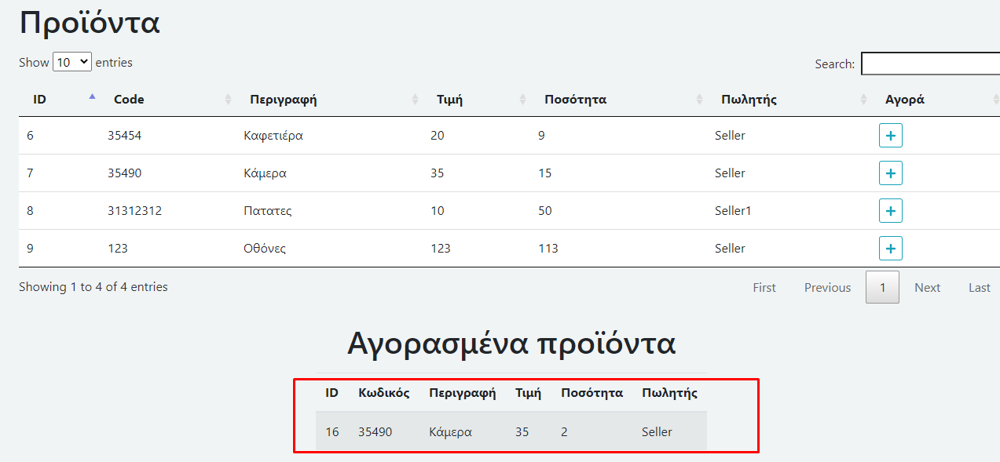 Προϊόντα
Show 10 entries Search:
ID Code Περιγραφή Τιμή Ποσότητα Πωλητής Αγορά
6 35454 Καφετιέρα 20 9 Seller +
7 35490 Κάμερα 35 15 Seller +
8 31312312 Πατατες 10 50 Seller1 +
9 123 Οθόνες 123 113 Seller +
Showing 1 to 4 of 4 entries First Previous 1 Next Last
Αγορασμένα προϊόντα
ID Κωδικός Περιγραφή Τιμή Ποσότητα Πωλητής
16 35490 Κάμερα 35 2 Seller